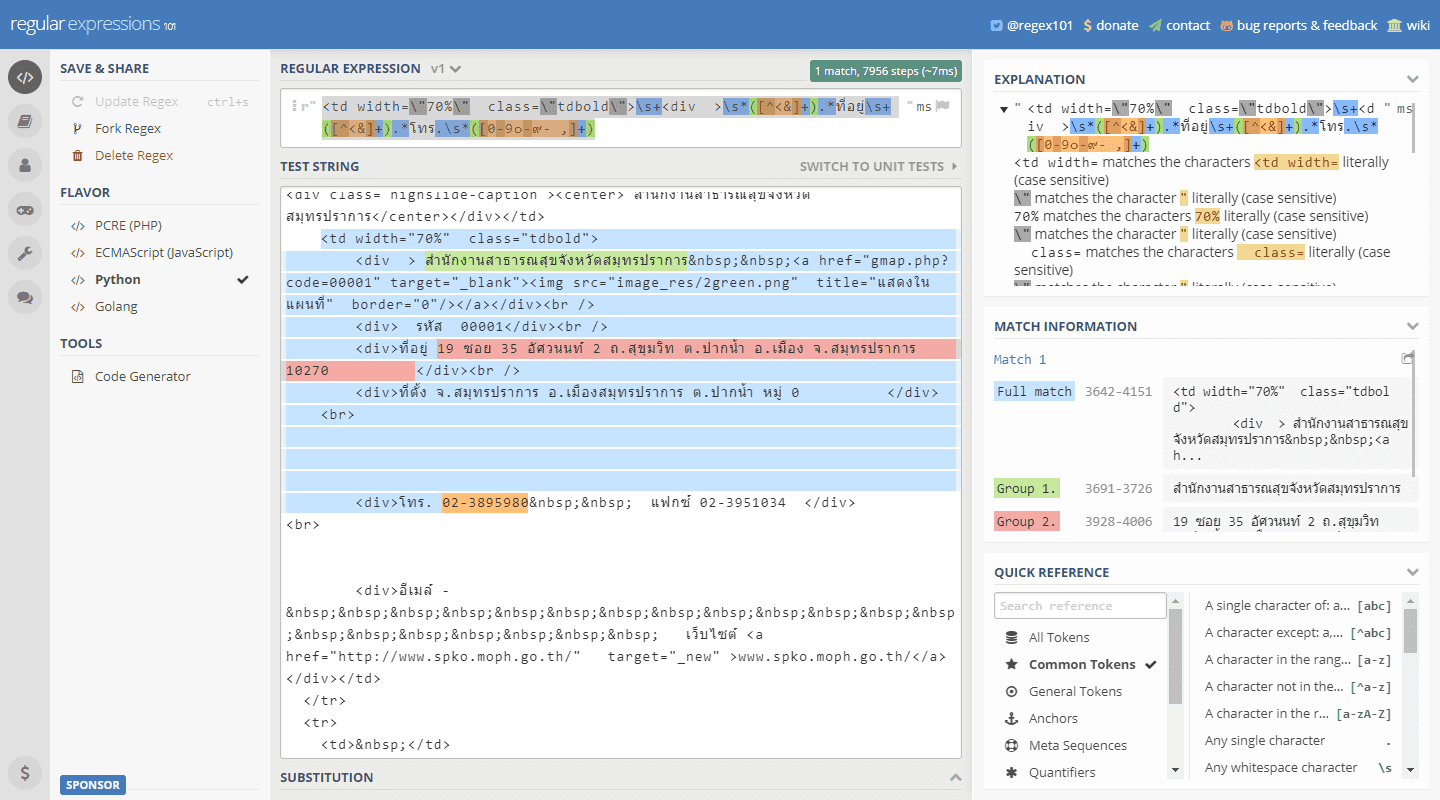 regular expressions 101
@regex101 $ donate contact bug reports & feedback wiki
SAVE & SHARE
Update Regex ctrl+s
Fork Regex
Delete Regex
FLAVOR
</> PCRE (PHP)
</> ECMAScript (JavaScript)
</> Python
</> Golang
TOOLS
Code Generator
SPONSOR
REGULAR EXPRESSION v1
1 match, 7956 steps (~7ms)
r" <td width=\"70%\"  class=\"tdbold\">\s+<div  >\s*([^<&]+).*ที่อยู่\s+ " ms
([^<&]+).*โทร.\s*([0-9๐-๙- ,]+)
TEST STRING
SWITCH TO UNIT TESTS
<div class= highslide-caption ><center> สำนักงานสาธารณสุขจังหวัด
สมุทรปราการ</center></div></td>
<td width="70%"  class="tdbold">
<div  > สำนักงานสาธารณสุขจังหวัดสมุทรปราการ&nbsp;&nbsp;<a href="gmap.php?
code=00001" target="_blank"><img src="image_res/2green.png"  title="แสดงใน
แผนที่"  border="0"/></a></div><br />
<div>  รหัส  00001</div><br />
<div>ที่อยู่ 19 ซอย 35 อัศวนนท์ 2 ถ.สุขุมวิท ต.ปากน้ำ อ.เมือง จ.สมุทรปราการ
10270          </div><br />
<div>ที่ตั้ง จ.สมุทรปราการ อ.เมืองสมุทรปราการ ต.ปากน้ำ หมู่ 0          </div>
<br>
<div>โทร. 02-3895980&nbsp;&nbsp;  แฟกซ์ 02-3951034  </div>
<br>
<div>อีเมล์ -
&nbsp;&nbsp;&nbsp;&nbsp;&nbsp;&nbsp;&nbsp;&nbsp;&nbsp;&nbsp;&nbsp;&nbsp;&nbsp
;&nbsp;&nbsp;&nbsp;&nbsp;&nbsp;&nbsp;&nbsp;   เว็บไซต์ <a
href="http://www.spko.moph.go.th/"   target="_new" >www.spko.moph.go.th/</a>
</div></td>
</tr>
<tr>
<td>&nbsp;</td>
SUBSTITUTION
EXPLANATION
" <td width=\"70%\"  class=\"tdbold\">\s+<d " ms
iv  >\s*([^<&]+).*ที่อยู่\s+([^<&]+).*โทร.\s*
([0-9๐-๙- ,]+)
<td width= matches the characters <td width= literally
(case sensitive)
\" matches the character " literally (case sensitive)
70% matches the characters 70% literally (case sensitive)
\" matches the character " literally (case sensitive)
class= matches the characters   class= literally (case
sensitive)
\" matches the character " literally (case sensitive)
MATCH INFORMATION
Match 1
Full match 3642-4151 <td width="70%"  class="tdbol
d">
<div  > สำนักงานสาธารณสุข
จังหวัดสมุทรปราการ&nbsp;&nbsp;<a
h...
Group 1. 3691-3726 สำนักงานสาธารณสุขจังหวัดสมุทรปราการ
Group 2. 3928-4006 19 ซอย 35 อัศวนนท์ 2 ถ.สุขุมวิท
QUICK REFERENCE
Search reference
All Tokens
Common Tokens
General Tokens
Anchors
Meta Sequences
Quantifiers
A single character of: a... [abc]
A character except: a,... [^abc]
A character in the rang... [a-z]
A character not in the... [^a-z]
A character in the r... [a-zA-Z]
Any single character .
Any whitespace character \s